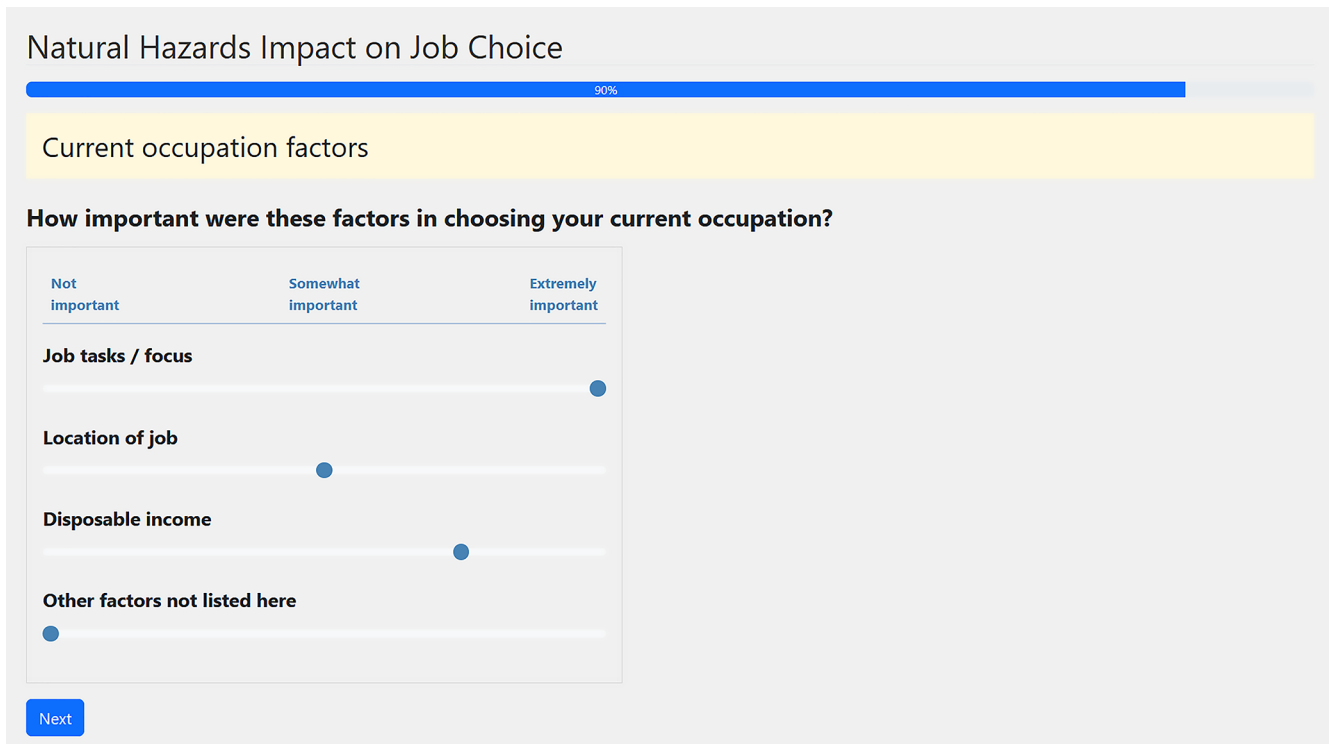 Natural Hazards Impact on Job Choice
90%
Current occupation factors
How important were these factors in choosing your current occupation?
Not important
Somewhat important
Extremely important
Job tasks / focus
Location of job
Disposable income
Other factors not listed here
Next